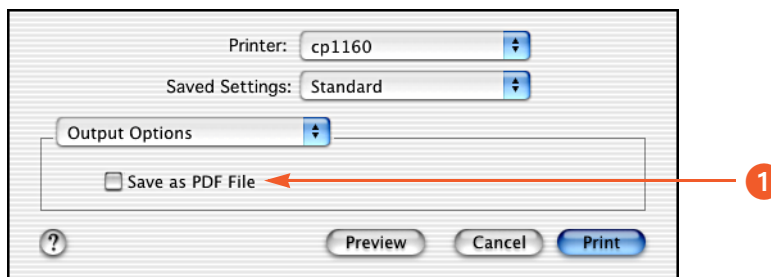 Printer: cp1160
Saved Settings: Standard
Output Options
Save as PDF File
1
? Preview Cancel Print